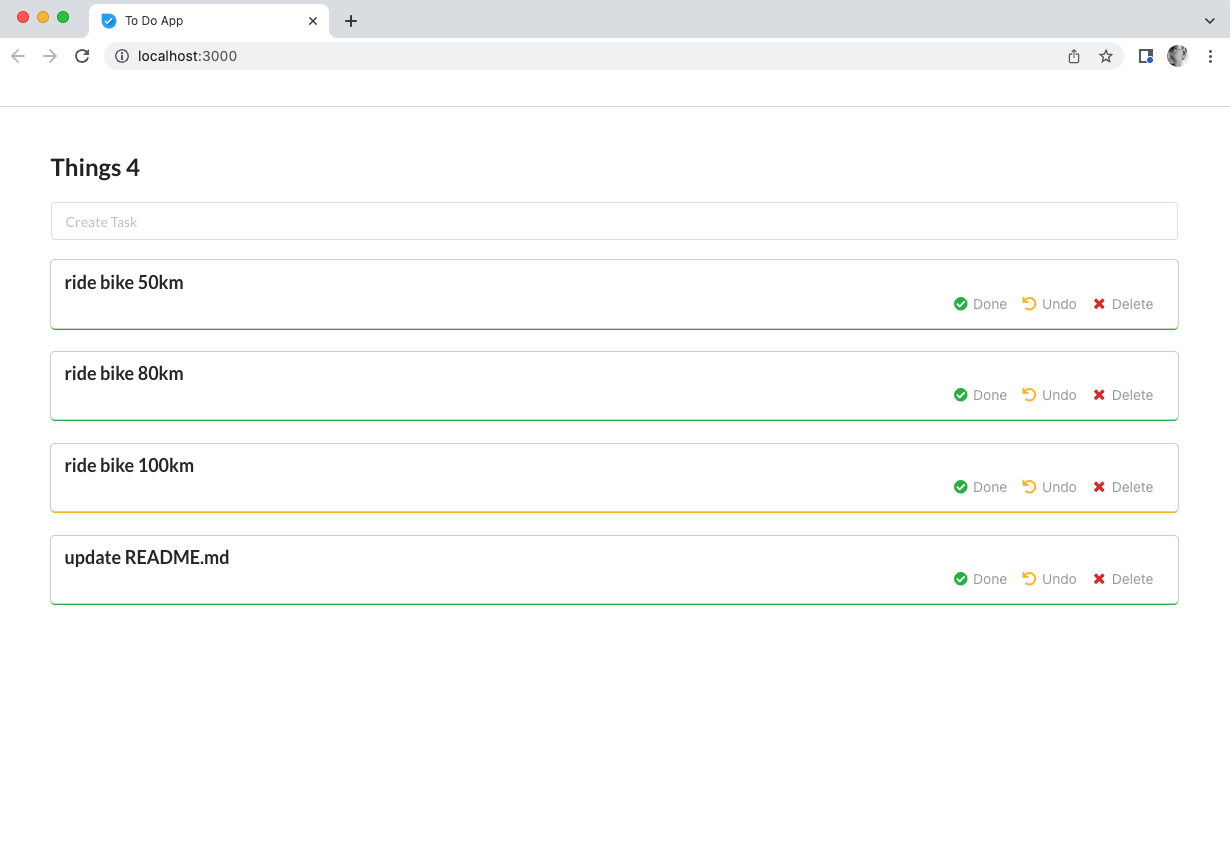 To Do App
localhost:3000
Things 4
Create Task
ride bike 50km
Done Undo Delete
ride bike 80km
Done Undo Delete
ride bike 100km
Done Undo Delete
update README.md
Done Undo Delete